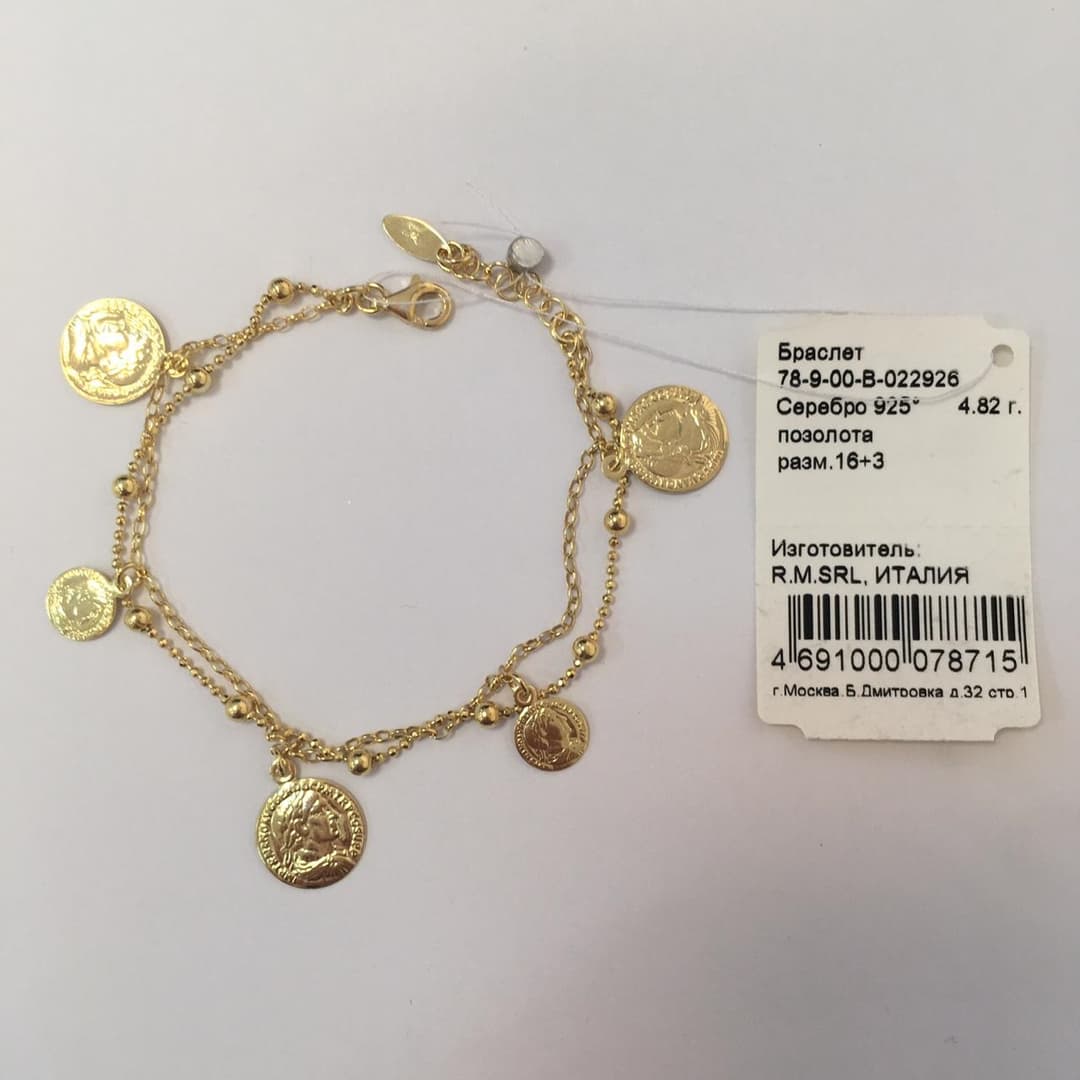 Браслет
78-9-00-В-022926
Серебро 925° 4.82 г.
позолота
разм.16+3
Изготовитель:
R.M.SRL, ИТАЛИЯ
4 691000 078715
г.Москва.Б.Дмитровка д.32 стр.1